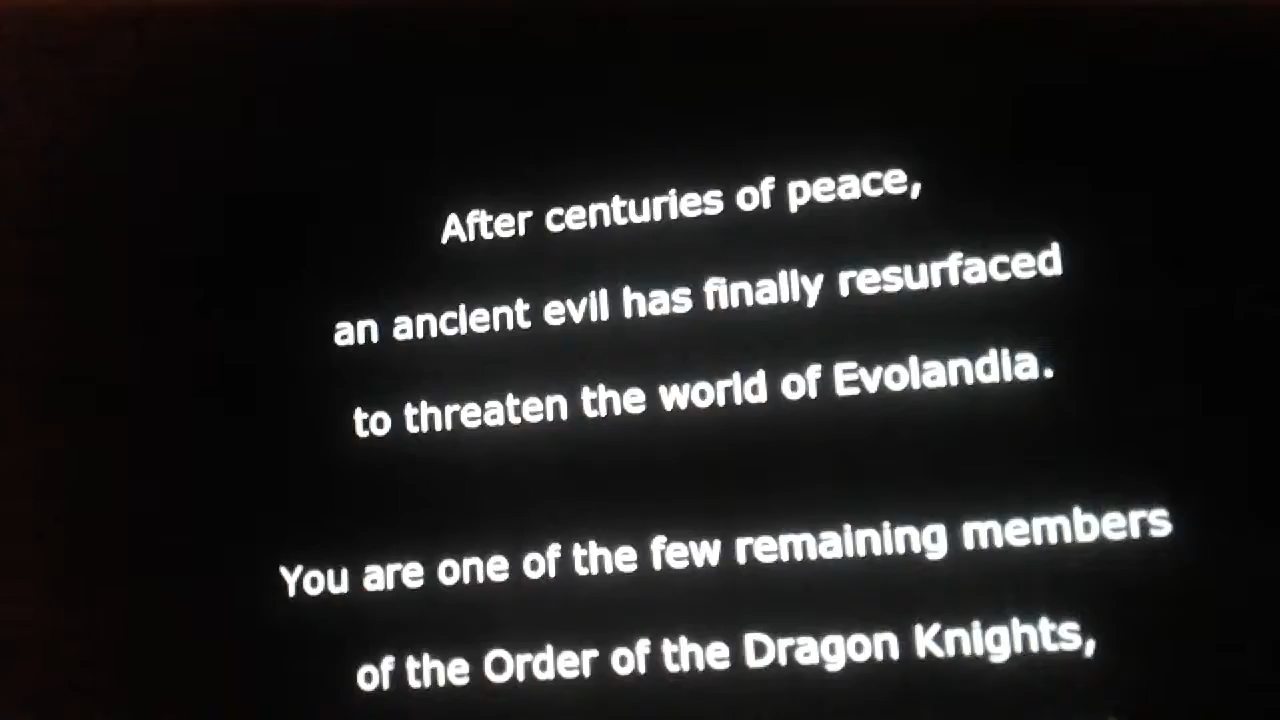 After centuries of peace,
an ancient evil has finally resurfaced
to threaten the world of Evolandia.
You are one of the few remaining members
of the Order of the Dragon Knights,